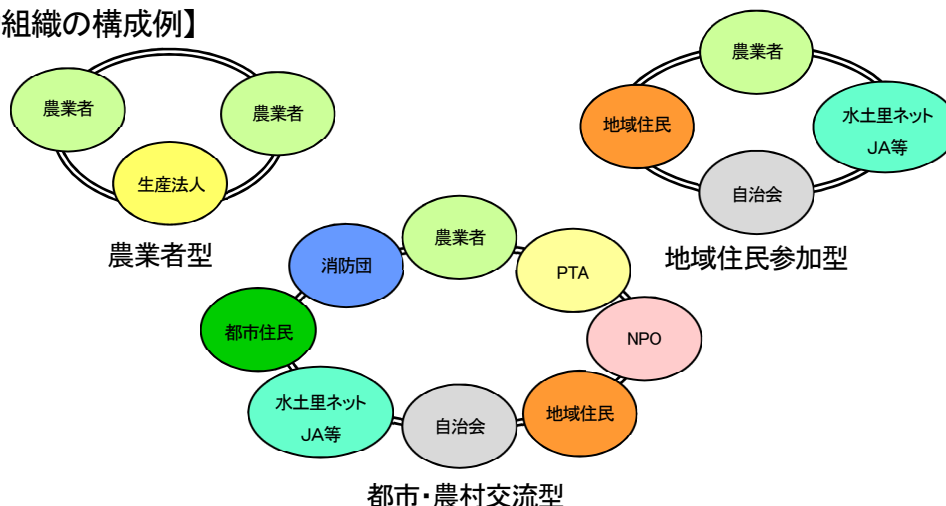 組織の構成例】
農業者
農業者
生産法人
農業者型
農業者
地域住民
水土里ネット
JA等
自治会
地域住民参加型
農業者
消防団
PTA
都市住民
NPO
水土里ネット
JA等
自治会
地域住民
都市・農村交流型